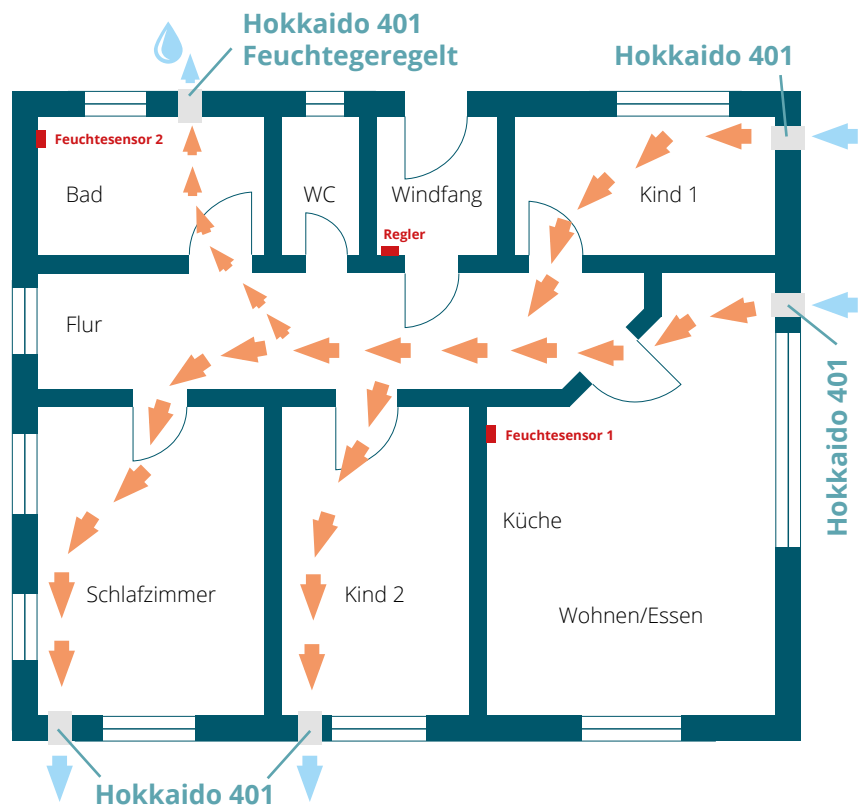 Hokkaido 401
Feuchtegeregelt
Hokkaido 401
Feuchtesensor 2
Bad
WC
Windfang
Kind 1
Regler
Flur
Hokkaido 401
Feuchtesensor 1
Küche
Schlafzimmer
Kind 2
Wohnen/Essen
Hokkaido 401